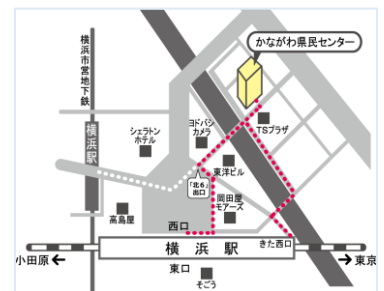 かながわ県民センター
横浜市営地下鉄
横浜駅
シェラトン
ホテル
ヨドバシ
カメラ
TSプラザ
東洋ビル
「北6」
出口
岡田屋
モアーズ
高島屋
西口
きた西口
横浜駅
小田原
東京
東口
そごう